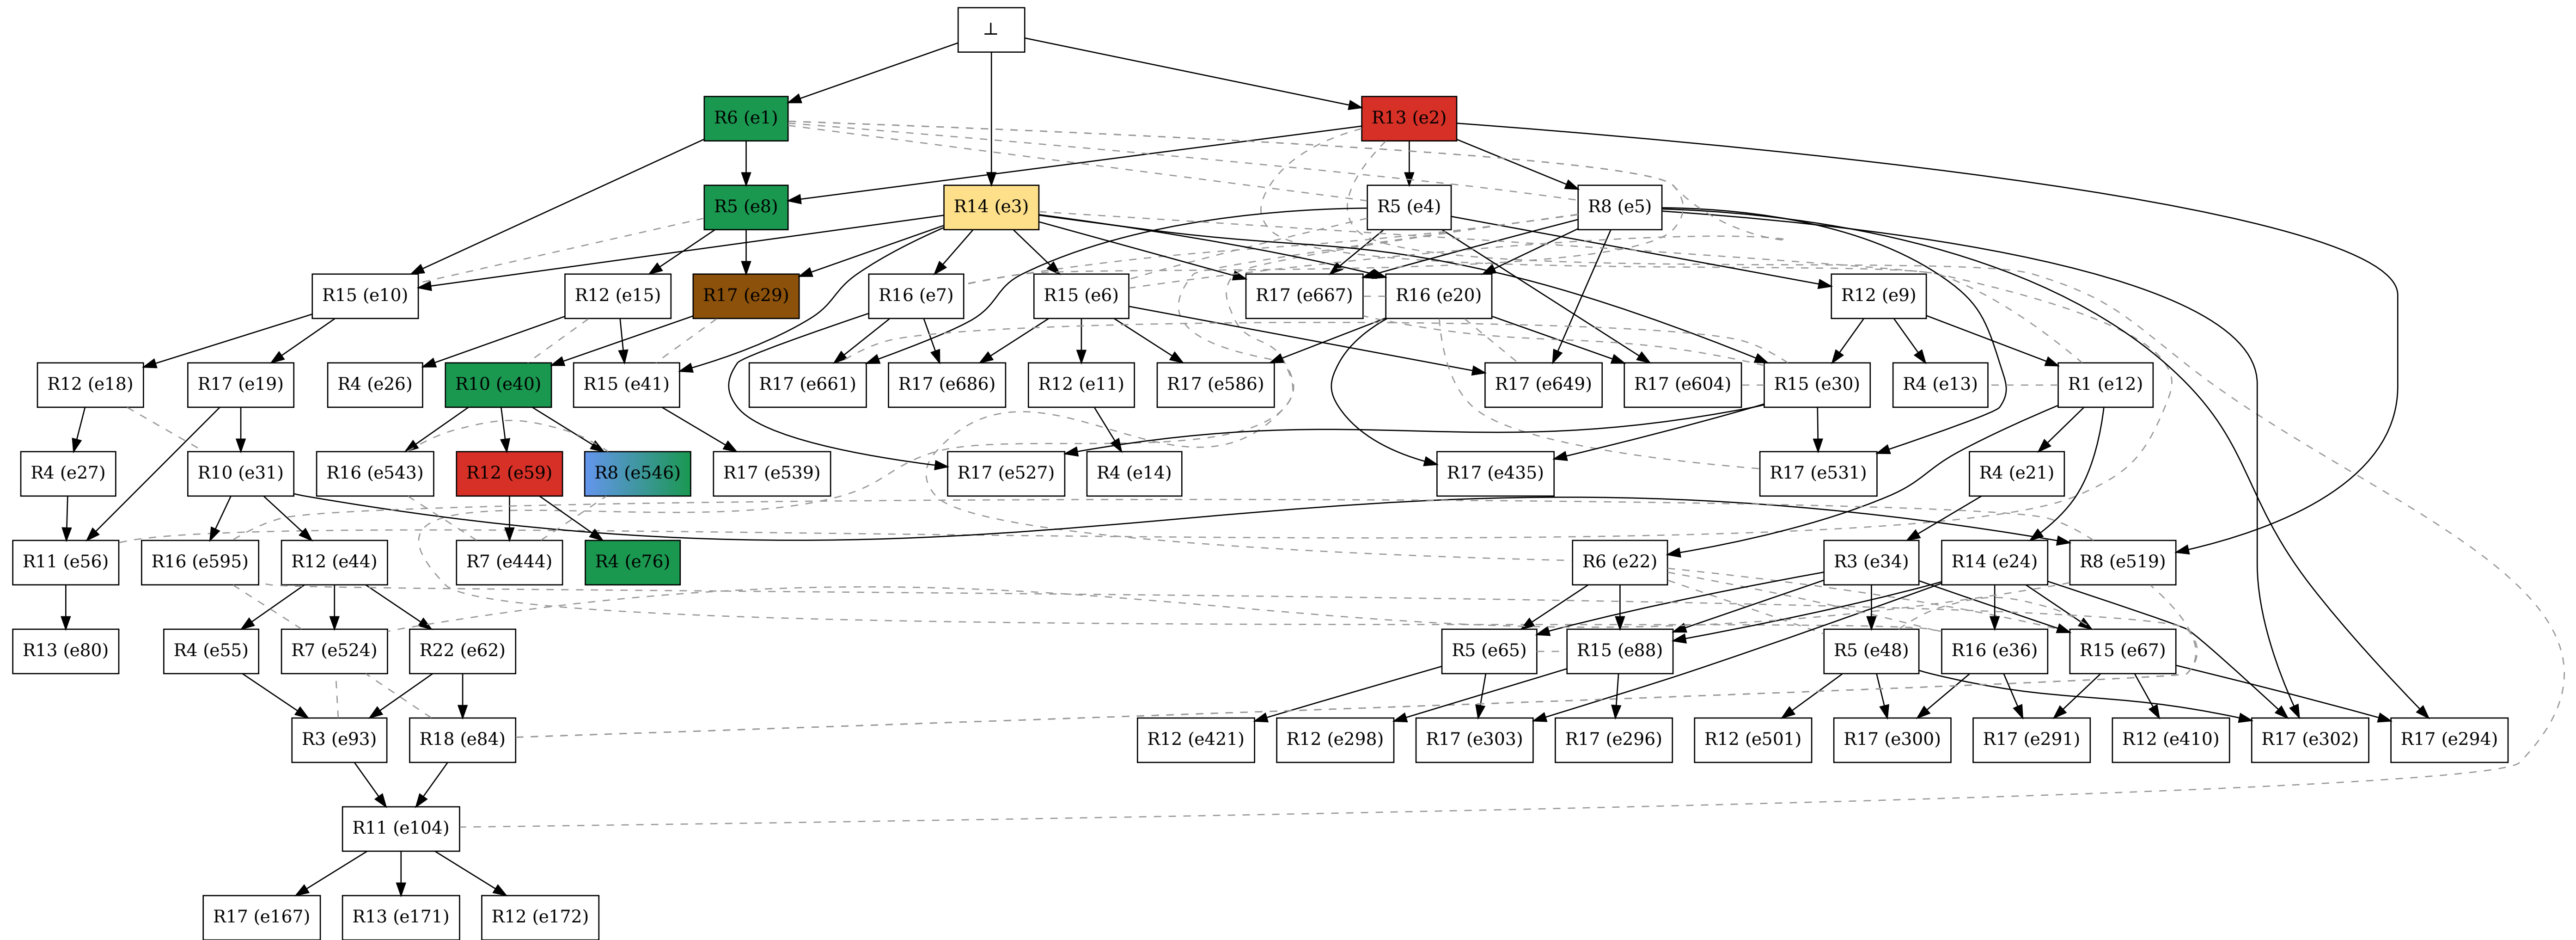 ⊥
R6 (e1)
R13 (e2)
R5 (e8)
R14 (e3)
R5 (e4)
R8 (e5)
R15 (e10)
R12 (e15)
R17 (e29)
R16 (e7)
R15 (e6)
R17 (e667)
R16 (e20)
R12 (e9)
R12 (e18)
R17 (e19)
R4 (e26)
R10 (e40)
R15 (e41)
R17 (e661)
R17 (e686)
R12 (e11)
R17 (e586)
R17 (e649)
R17 (e604)
R15 (e30)
R4 (e13)
R1 (e12)
R4 (e27)
R10 (e31)
R16 (e543)
R12 (e59)
R8 (e546)
R17 (e539)
R17 (e527)
R4 (e14)
R17 (e435)
R17 (e531)
R4 (e21)
R11 (e56)
R16 (e595)
R12 (e44)
R7 (e444)
R4 (e76)
R6 (e22)
R3 (e34)
R14 (e24)
R8 (e519)
R13 (e80)
R4 (e55)
R7 (e524)
R22 (e62)
R5 (e65)
R15 (e88)
R5 (e48)
R16 (e36)
R15 (e67)
R3 (e93)
R18 (e84)
R12 (e421)
R12 (e298)
R17 (e303)
R17 (e296)
R12 (e501)
R17 (e300)
R17 (e291)
R12 (e410)
R17 (e302)
R17 (e294)
R11 (e104)
R17 (e167)
R13 (e171)
R12 (e172)